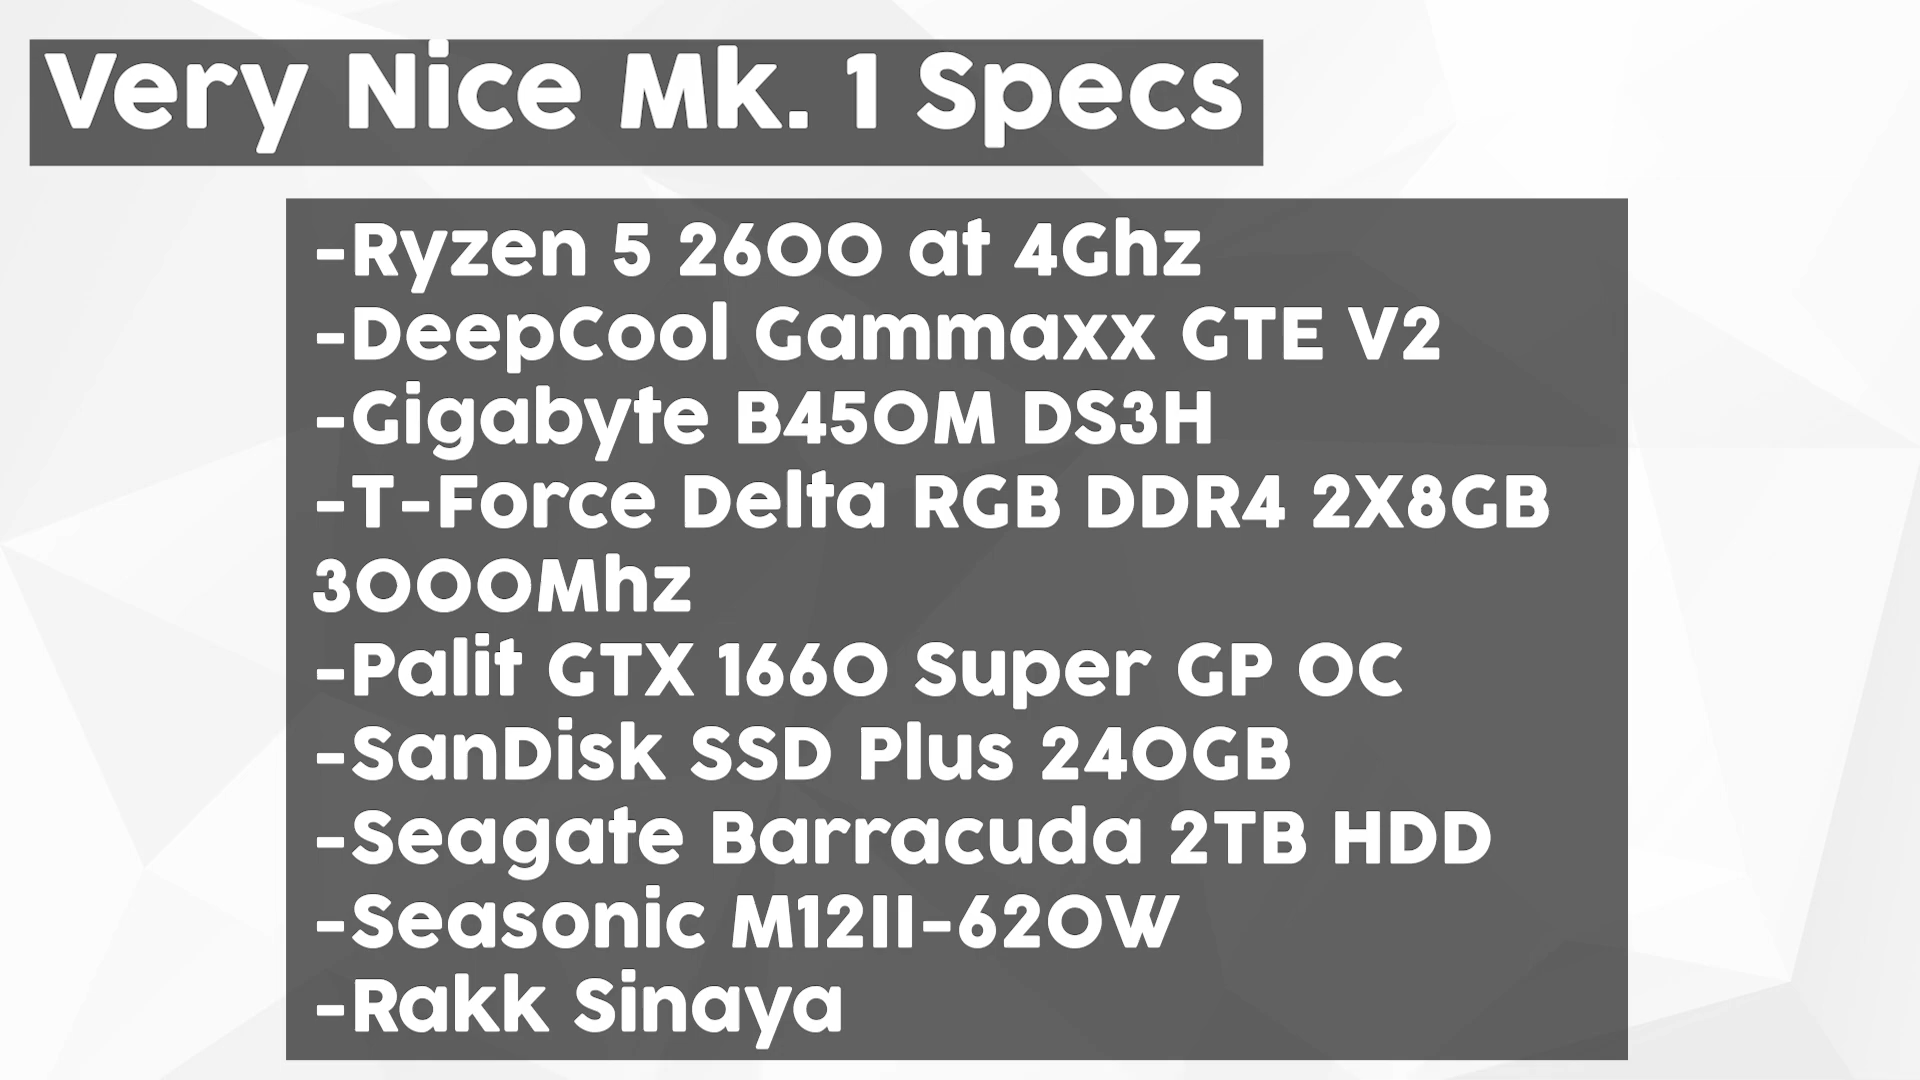 Very Nice Mk. 1 Specs
-Ryzen 5 2600 at 4Ghz
-DeepCool Gammaxx GTE V2
-Gigabyte B450M DS3H
-T-Force Delta RGB DDR4 2X8GB
3000Mhz
-Palit GTX 1660 Super GP OC
-SanDisk SSD Plus 240GB
-Seagate Barracuda 2TB HDD
-Seasonic M12II-620W
-Rakk Sinaya